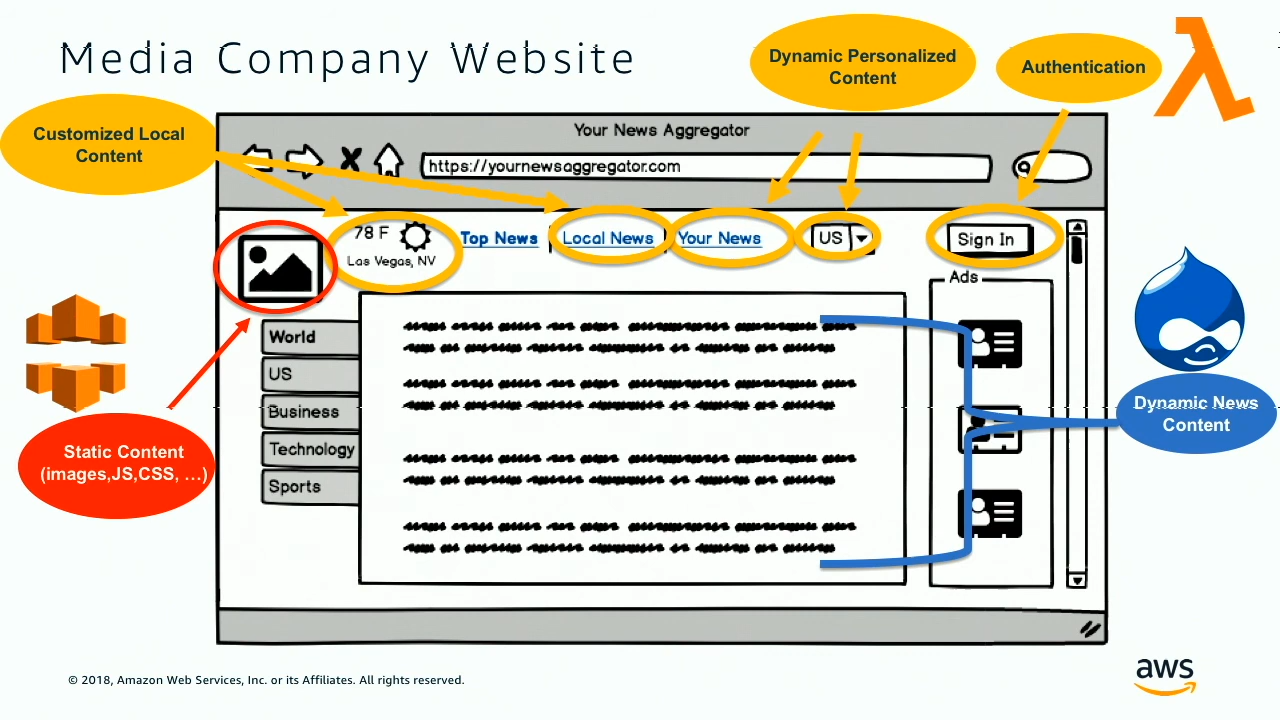 Media Company Website
Dynamic Personalized
Content
Authentication
Customized Local
Content
Your News Aggregator
https://yournewsaggregator.com
78 F
Las Vegas, NV
Top News
Local News
Your News
US
Sign In
Ads
World
US
Business
Technology
Sports
Static Content
(images,JS,CSS, ...)
Dynamic News
Content
© 2018, Amazon Web Services, Inc. or its Affiliates. All rights reserved.
aws